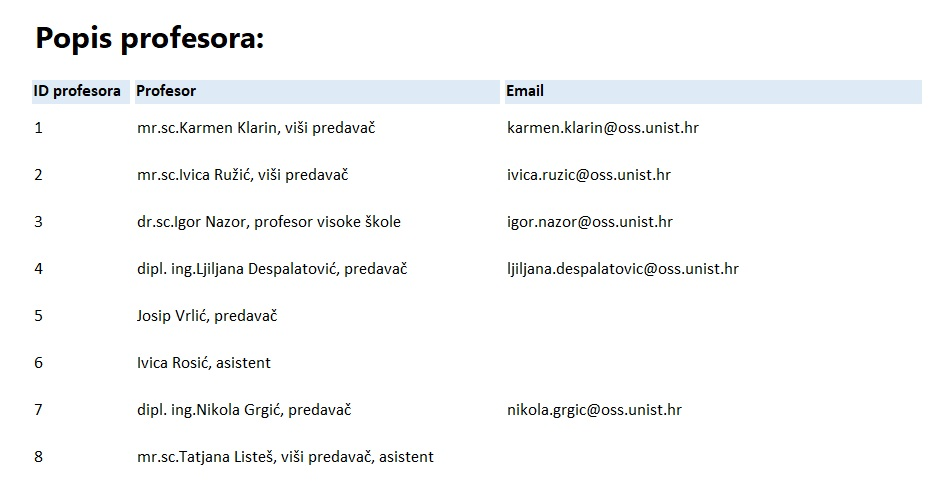 Popis profesora:
ID profesora Profesor Email
1 mr.sc.Karmen Klarin, viši predavač karmen.klarin@oss.unist.hr
2 mr.sc.Ivica Ružić, viši predavač ivica.ruzic@oss.unist.hr
3 dr.sc.Igor Nazor, profesor visoke škole igor.nazor@oss.unist.hr
4 dipl. ing.Ljiljana Despalatović, predavač ljiljana.despalatovic@oss.unist.hr
5 Josip Vrlić, predavač
6 Ivica Rosić, asistent
7 dipl. ing.Nikola Grgić, predavač nikola.grgic@oss.unist.hr
8 mr.sc.Tatjana Listeš, viši predavač, asistent